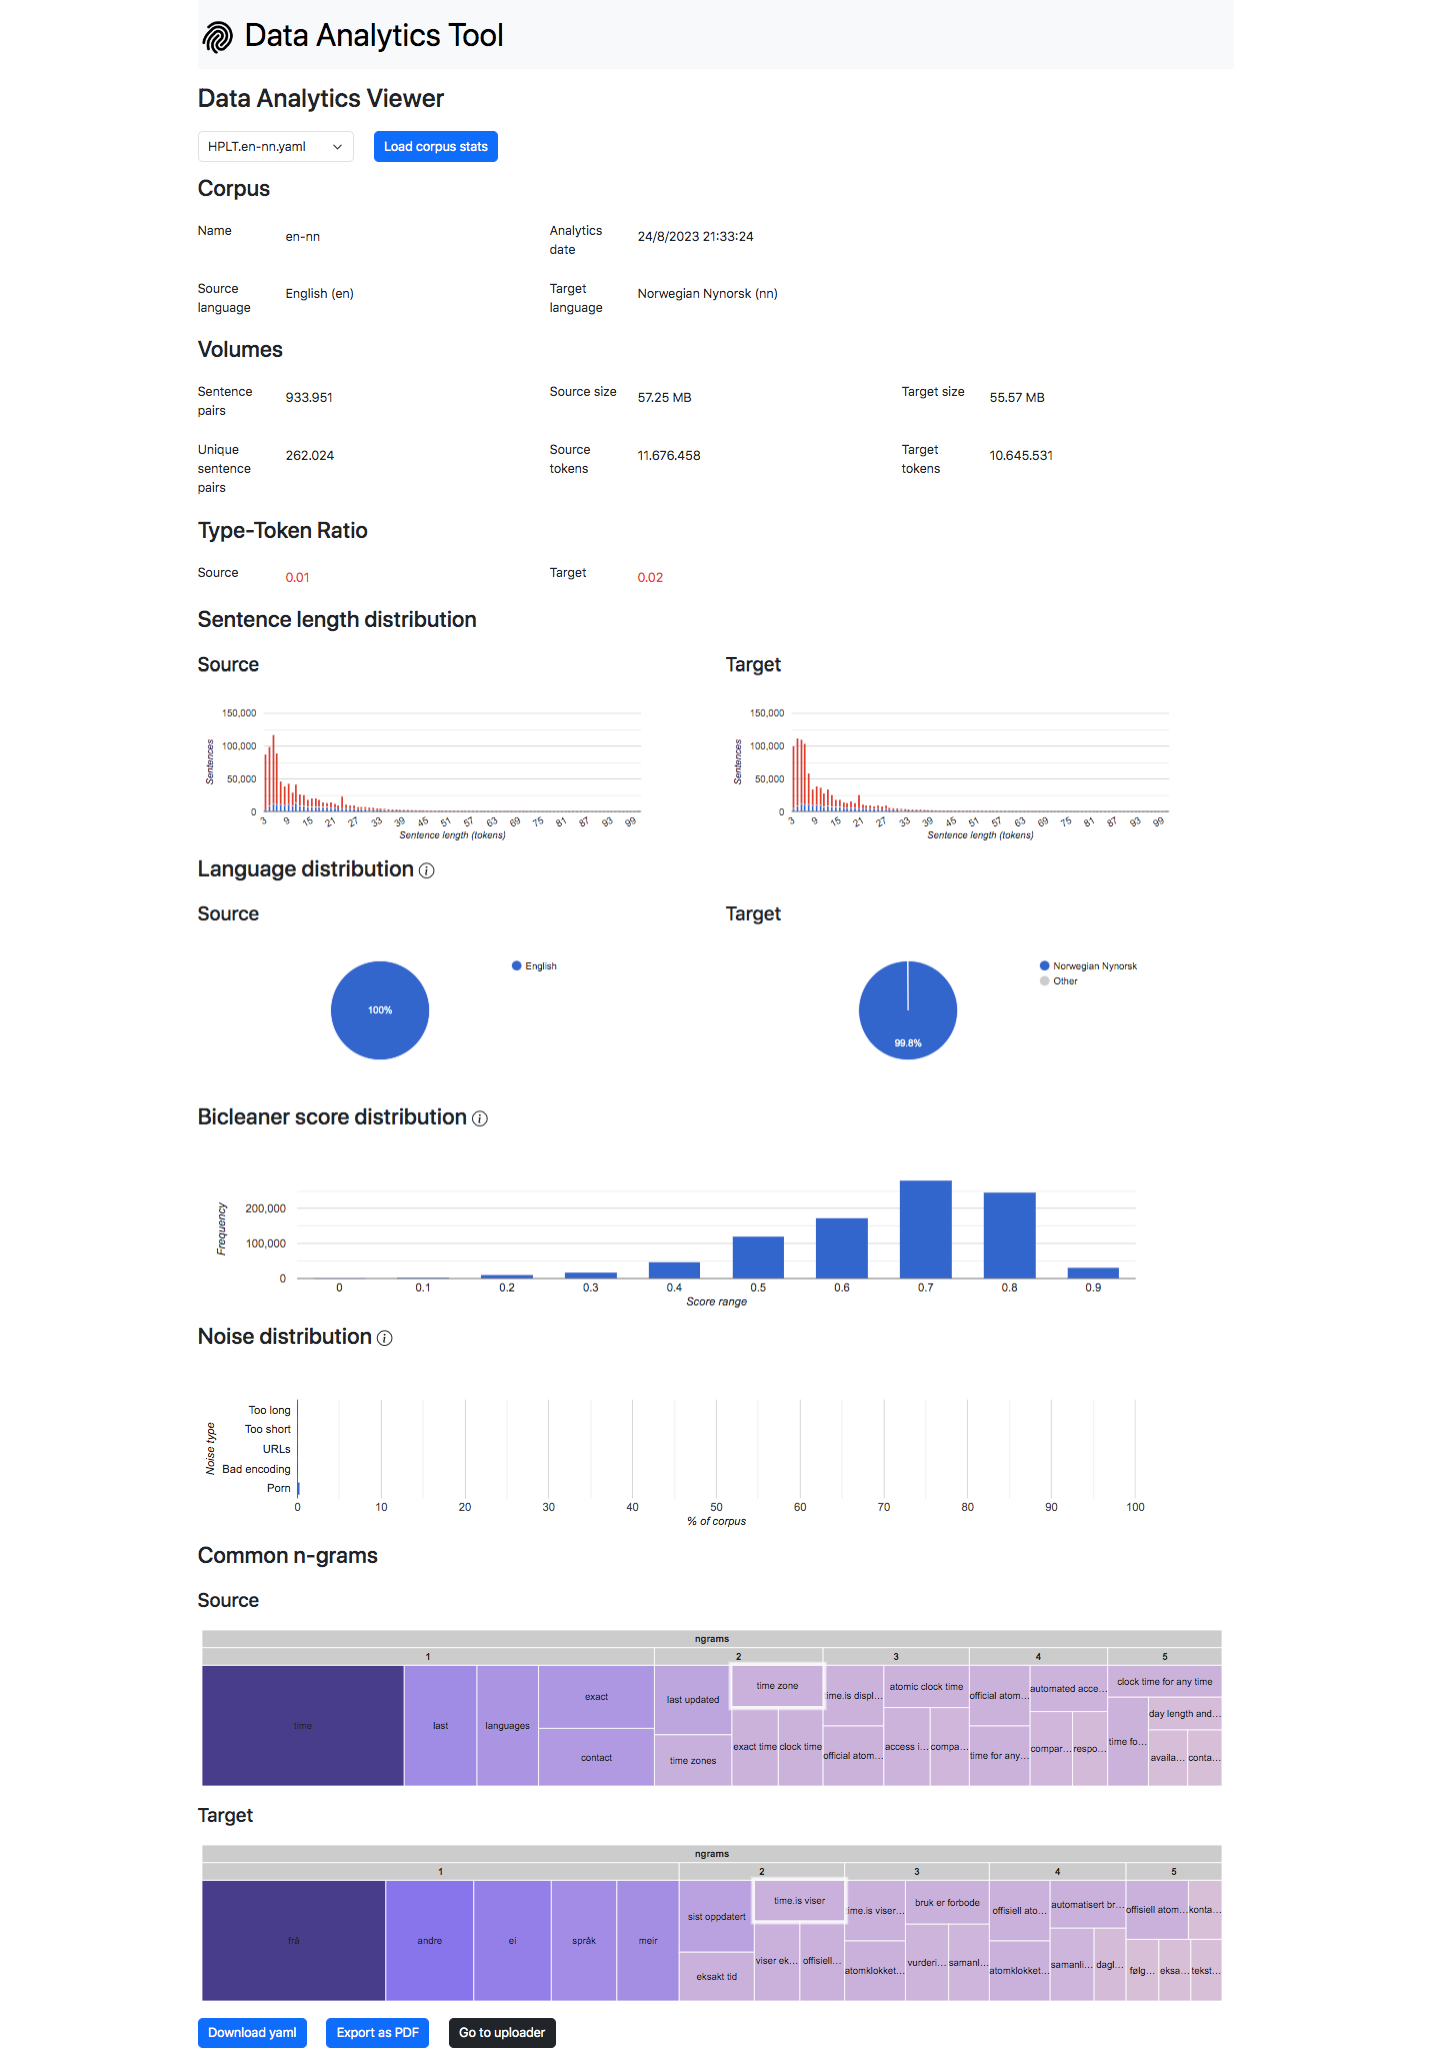 Data Analytics Tool
Data Analytics Viewer
HPLT.en-nn.yaml
Load corpus stats
Corpus
Name
en-nn
Analytics date
24/8/2023 21:33:24
Source language
English (en)
Target language
Norwegian Nynorsk (nn)
Volumes
Sentence pairs
933.951
Source size
57.25 MB
Target size
55.57 MB
Unique sentence pairs
262.024
Source tokens
11.676.458
Target tokens
10.645.531
Type-Token Ratio
Source
0.01
Target
0.02
Sentence length distribution
Source
Sentences
150,000
100,000
50,000
0
3 9 15 21 27 33 39 45 51 57 63 69 75 81 87 93 99
Sentence length (tokens)
Target
Sentences
150,000
100,000
50,000
0
3 9 15 21 27 33 39 45 51 57 63 69 75 81 87 93 99
Sentence length (tokens)
Language distribution
Source
100%
English
Target
99.8%
Norwegian Nynorsk
Other
Bicleaner score distribution
Frequency
200,000
100,000
0
0 0.1 0.2 0.3 0.4 0.5 0.6 0.7 0.8 0.9
Score range
Noise distribution
Noise type
Too long
Too short
URLs
Bad encoding
Porn
0 10 20 30 40 50 60 70 80 90 100
% of corpus
Common n-grams
Source
ngrams
1 2 3 4 5
time
last
languages
exact
contact
last updated
time zones
time zone
exact time
clock time
time.is displ...
official atom...
atomic clock time
access i...
compa...
official atom...
time for any...
automated acce...
compar...
respo...
clock time for any time
time fo...
day length and...
availa...
conta...
Target
ngrams
1 2 3 4 5
frå
andre
ei
språk
meir
sist oppdatert
eksakt tid
time.is viser
viser ek...
offisiell...
time.is viser...
atomklokket...
bruk er forbode
vurderi...
samanl...
offisiell ato...
atomklokket...
automatisert br...
samanli...
dagl...
offisiell atom...
konta...
følg...
eksa...
tekst...
Download yaml
Export as PDF
Go to uploader